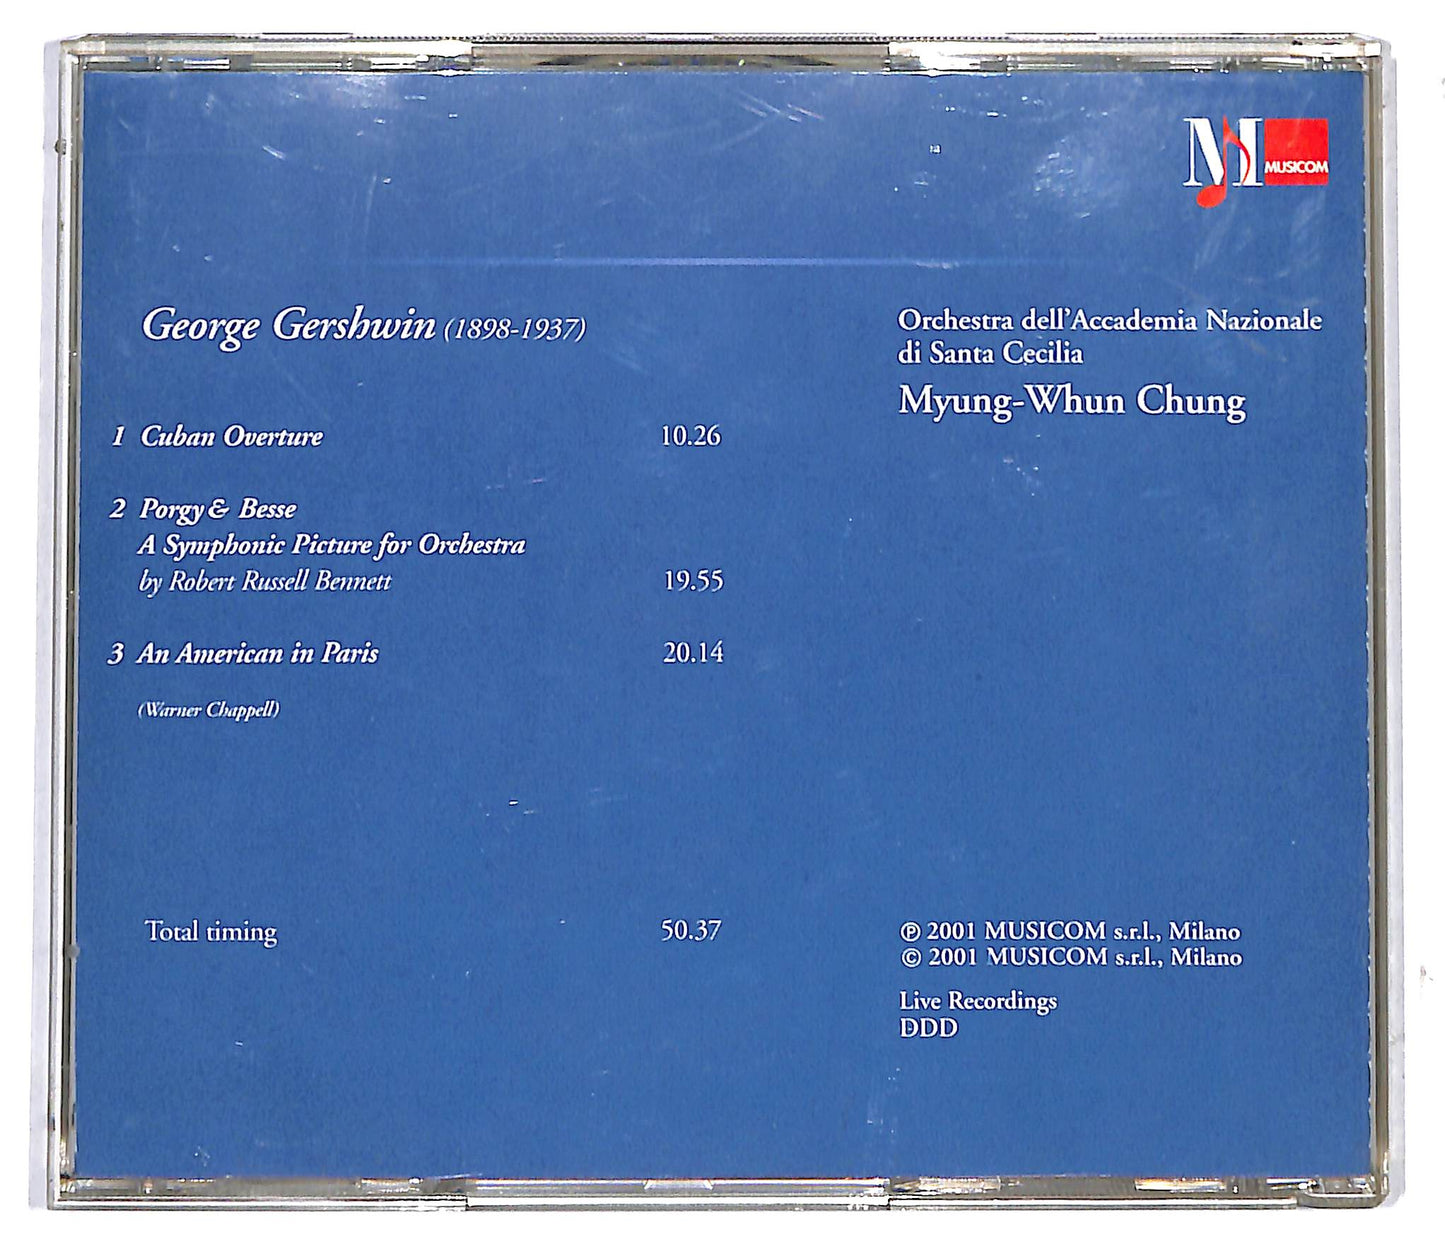 M MUSICOM
George Gershwin (1898-1937)
1 Cuban Overture 10.26
2 Porgy & Besse
A Symphonic Picture for Orchestra
by Robert Russell Bennett 19.55
3 An American in Paris 20.14
(Warner Chappell)
Total timing 50.37
Orchestra dell'Accademia Nazionale
di Santa Cecilia
Myung-Whun Chung
℗ 2001 MUSICOM s.r.l., Milano
© 2001 MUSICOM s.r.l., Milano
Live Recordings
DDD